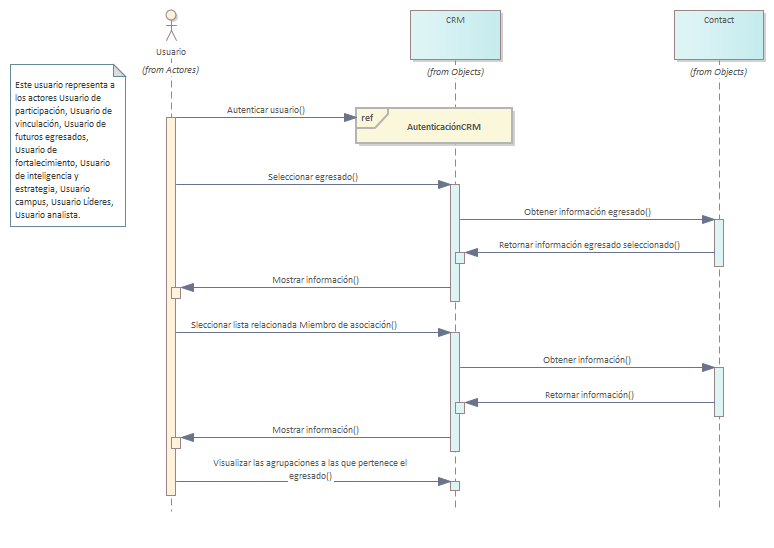 CRM
Contact
Usuario
(from Actores)
(from Objects)
(from Objects)
Este usuario representa a
los actores Usuario de
participación, Usuario de
vinculación, Usuario de
futuros egresados,
Usuario de
fortalecimiento, Usuario
de inteligencia y
estrategia, Usuario
campus, Usuario Líderes,
Usuario analista.
Autenticar usuario()
ref
AutenticaciónCRM
Seleccionar egresado()
Obtener información egresado()
Retornar información egresado seleccionado()
Mostrar información()
Sleccionar lista relacionada Miembro de asociación()
Obtener información()
Retornar información()
Mostrar información()
Visualizar las agrupaciones a las que pertenece el
egresado()